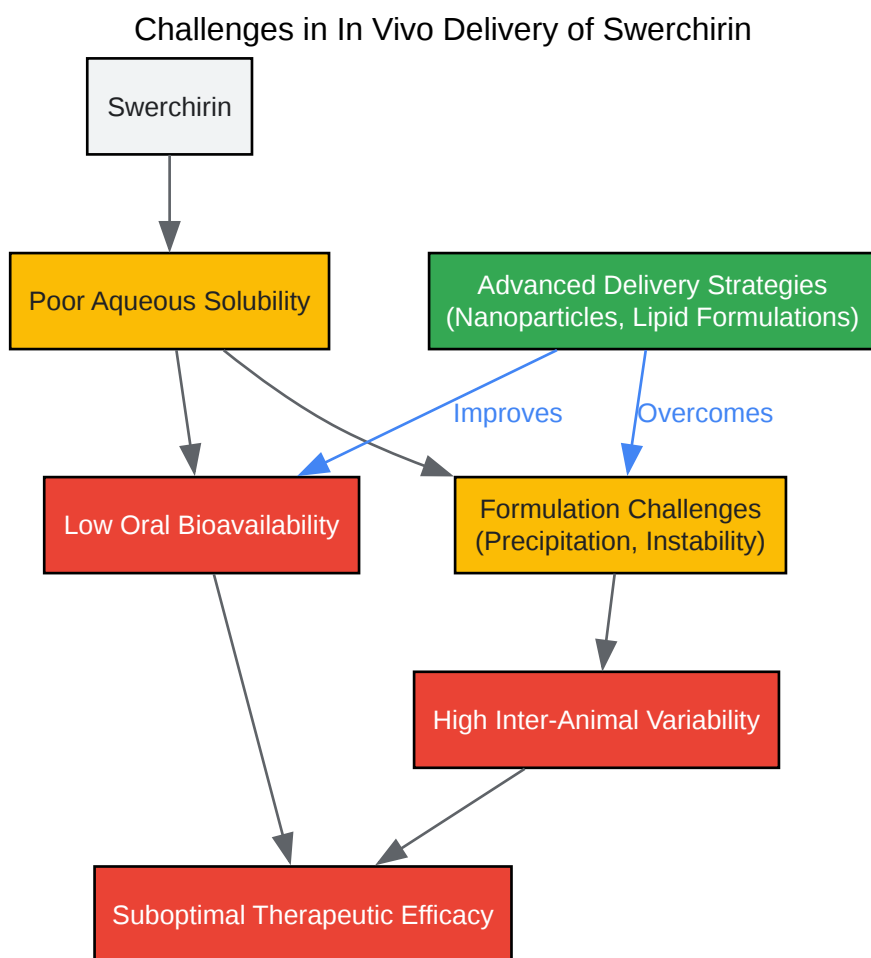 Challenges in In Vivo Delivery of Swerchirin
Swerchirin
Poor Aqueous Solubility
Advanced Delivery Strategies
(Nanoparticles, Lipid Formulations)
Improves
Overcomes
Low Oral Bioavailability
Formulation Challenges
(Precipitation, Instability)
High Inter-Animal Variability
Suboptimal Therapeutic Efficacy